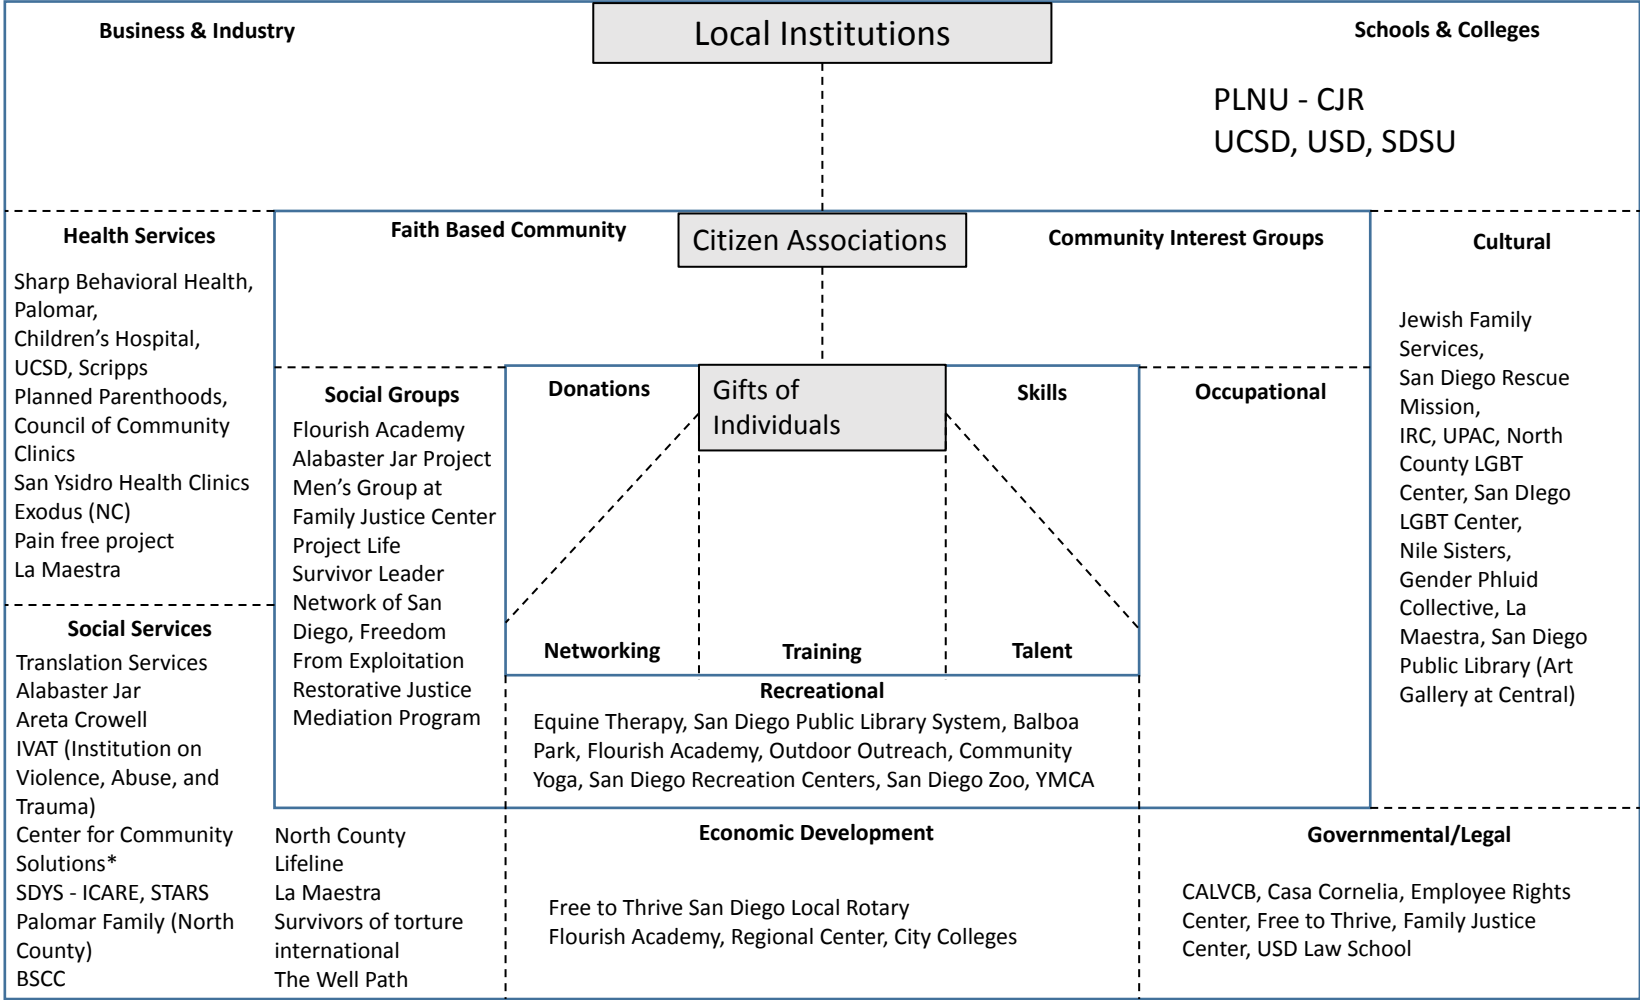 Business & Industry
Local Institutions
Schools & Colleges
PLNU - CJR
UCSD, USD, SDSU
Health Services
Sharp Behavioral Health,
Palomar,
Children’s Hospital,
UCSD, Scripps
Planned Parenthoods,
Council of Community
Clinics
San Ysidro Health Clinics
Exodus (NC)
Pain free project
La Maestra
Faith Based Community
Citizen Associations
Community Interest Groups
Cultural
Jewish Family
Services,
San Diego Rescue
Mission,
IRC, UPAC, North
County LGBT
Center, San DIego
LGBT Center,
Nile Sisters,
Gender Phluid
Collective, La
Maestra, San Diego
Public Library (Art
Gallery at Central)
Social Groups
Flourish Academy
Alabaster Jar Project
Men’s Group at
Family Justice Center
Project Life
Survivor Leader
Network of San
Diego, Freedom
From Exploitation
Restorative Justice
Mediation Program
Donations
Gifts of
Individuals
Skills
Occupational
Networking
Training
Talent
Recreational
Equine Therapy, San Diego Public Library System, Balboa
Park, Flourish Academy, Outdoor Outreach, Community
Yoga, San Diego Recreation Centers, San Diego Zoo, YMCA
Social Services
Translation Services
Alabaster Jar
Areta Crowell
IVAT (Institution on
Violence, Abuse, and
Trauma)
Center for Community
Solutions*
SDYS - ICARE, STARS
Palomar Family (North
County)
BSCC
North County
Lifeline
La Maestra
Survivors of torture
international
The Well Path
Economic Development
Free to Thrive San Diego Local Rotary
Flourish Academy, Regional Center, City Colleges
Governmental/Legal
CALVCB, Casa Cornelia, Employee Rights
Center, Free to Thrive, Family Justice
Center, USD Law School